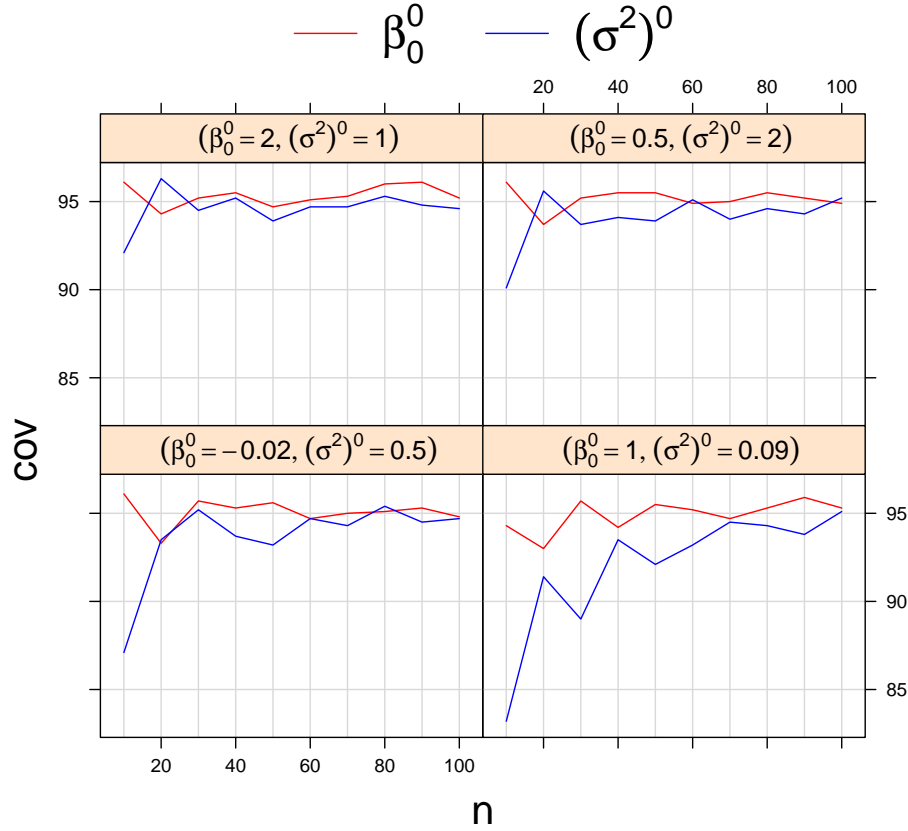 β₀⁰ (σ²)⁰
20 40 60 80 100
(β₀⁰ = 2, (σ²)⁰ = 1) (β₀⁰ = 0.5, (σ²)⁰ = 2)
95
90
85
cov
(β₀⁰ = −0.02, (σ²)⁰ = 0.5) (β₀⁰ = 1, (σ²)⁰ = 0.09)
95
90
85
20 40 60 80 100
n